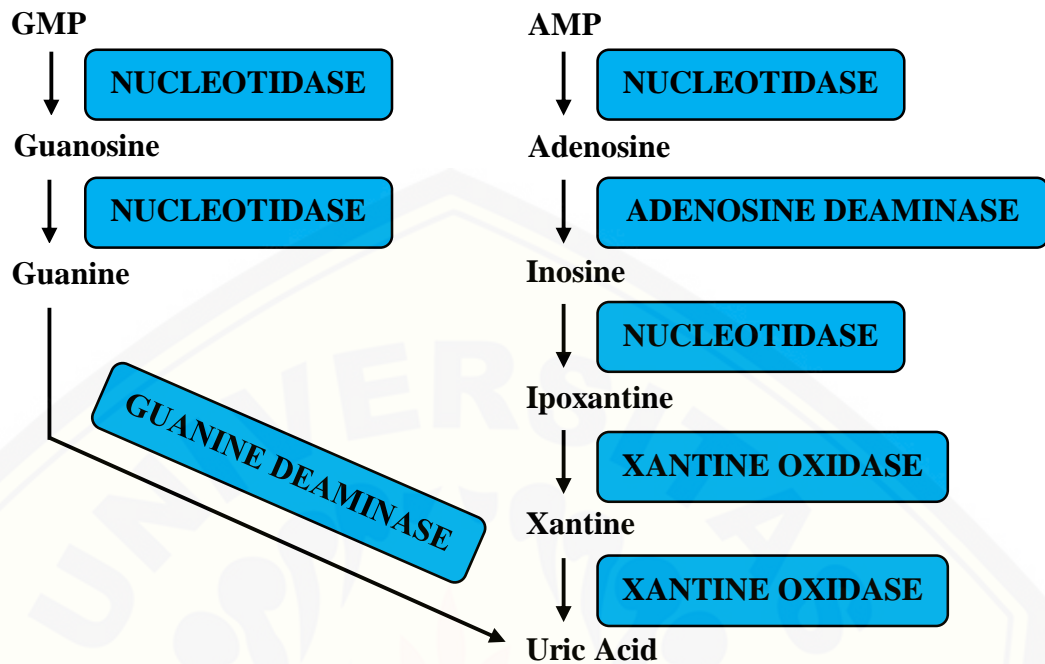 GMP
NUCLEOTIDASE
Guanosine
NUCLEOTIDASE
Guanine
GUANINE DEAMINASE
AMP
NUCLEOTIDASE
Adenosine
ADENOSINE DEAMINASE
Inosine
NUCLEOTIDASE
Ipoxantine
XANTINE OXIDASE
Xantine
XANTINE OXIDASE
Uric Acid
UNIVERSITAS